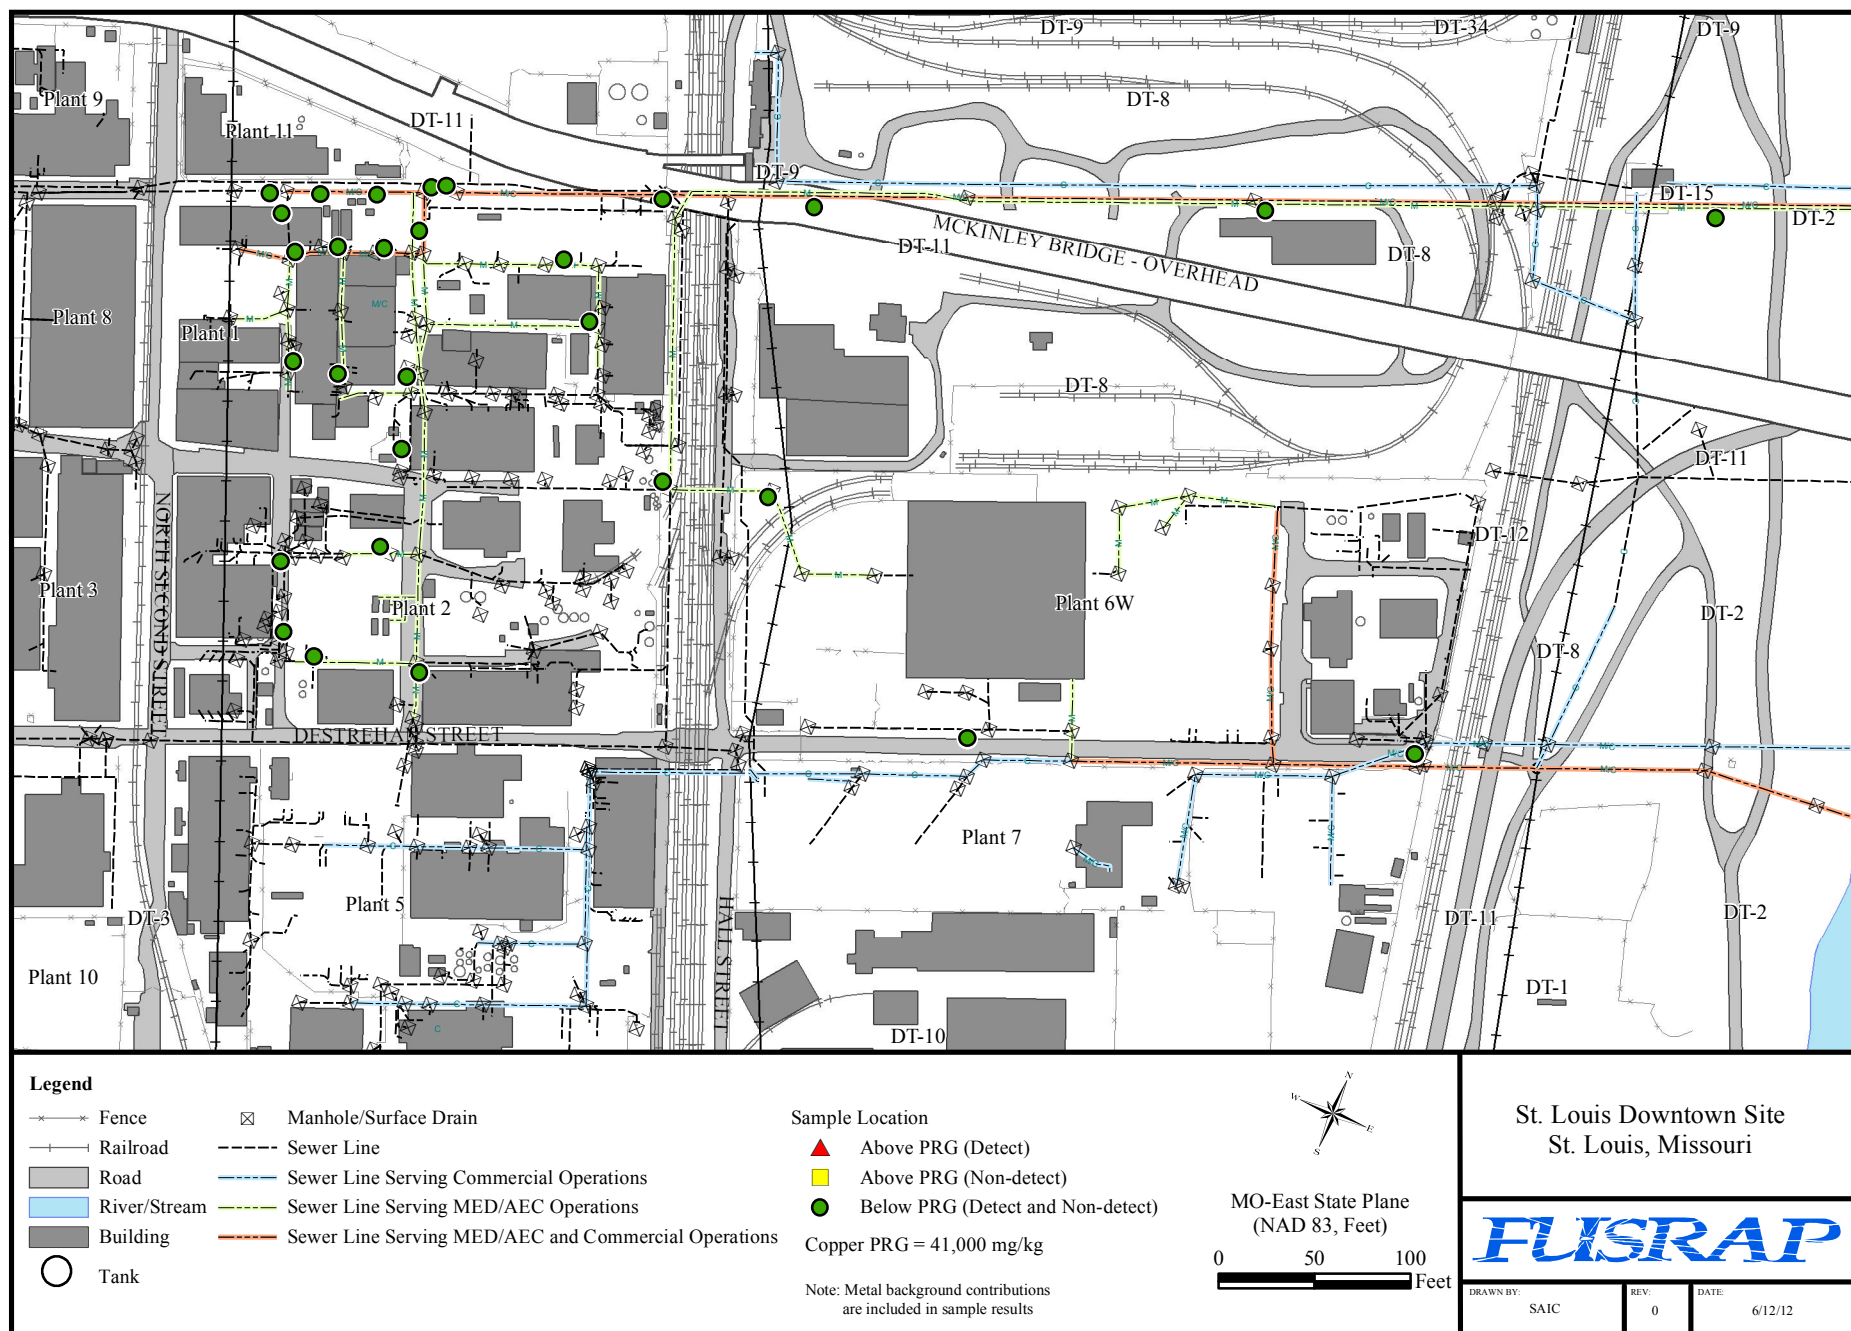 DT-9
DT-34
DT-9
Plant 9
DT-8
DT-11
Plant 11
DT-9
DT-15
DT-2
MCKINLEY BRIDGE - OVERHEAD
DT-11
DT-8
Plant 8
Plant 1
DT-8
DT-11
NORTH SECOND STREET
DT-12
Plant 3
Plant 2
Plant 6W
DT-2
DT-8
DESTREHAN STREET
Plant 7
Plant 5
DT-3
HALL STREET
DT-11
DT-2
Plant 10
DT-1
DT-10
Legend
Fence
Railroad
Road
River/Stream
Building
Tank
Manhole/Surface Drain
Sewer Line
Sewer Line Serving Commercial Operations
Sewer Line Serving MED/AEC Operations
Sewer Line Serving MED/AEC and Commercial Operations
Sample Location
Above PRG (Detect)
Above PRG (Non-detect)
Below PRG (Detect and Non-detect)
Copper PRG = 41,000 mg/kg
Note: Metal background contributions
are included in sample results
N
W
E
S
MO-East State Plane
(NAD 83, Feet)
0 50 100
Feet
St. Louis Downtown Site
St. Louis, Missouri
FUSRAP
DRAWN BY:
SAIC
REV:
0
DATE:
6/12/12